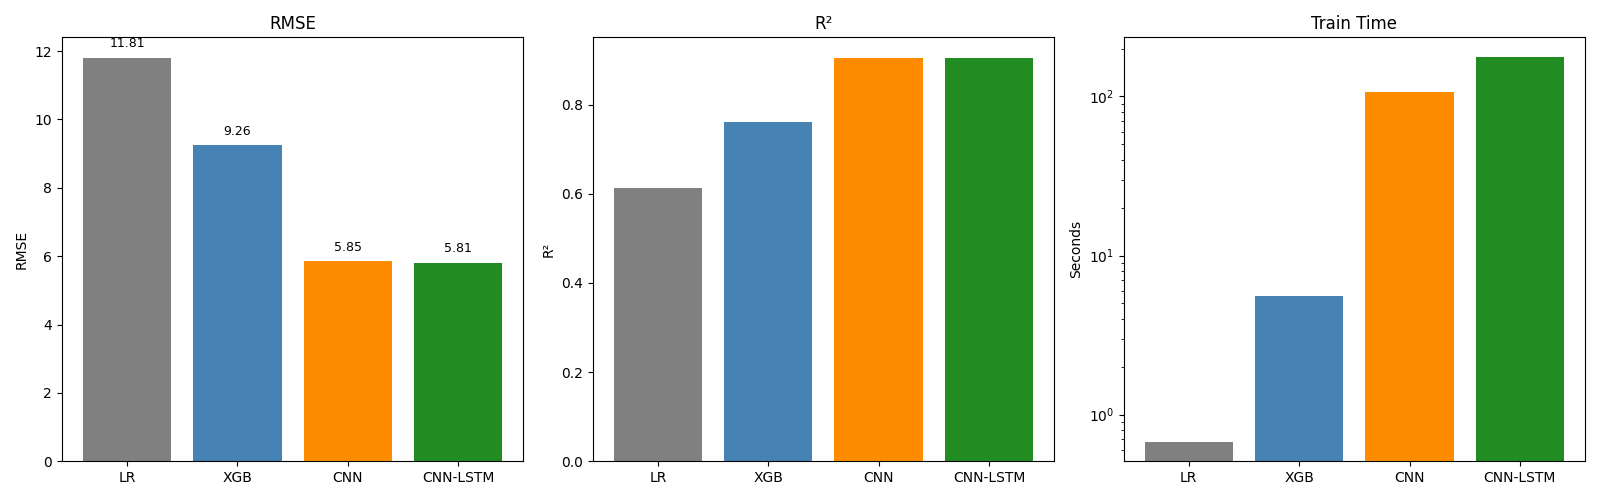 RMSE
RMSE
12
10
8
6
4
2
0
11.81
9.26
5.85
5.81
LR
XGB
CNN
CNN-LSTM
R²
R²
0.8
0.6
0.4
0.2
0.0
LR
XGB
CNN
CNN-LSTM
Train Time
Seconds
10²
10¹
10⁰
LR
XGB
CNN
CNN-LSTM